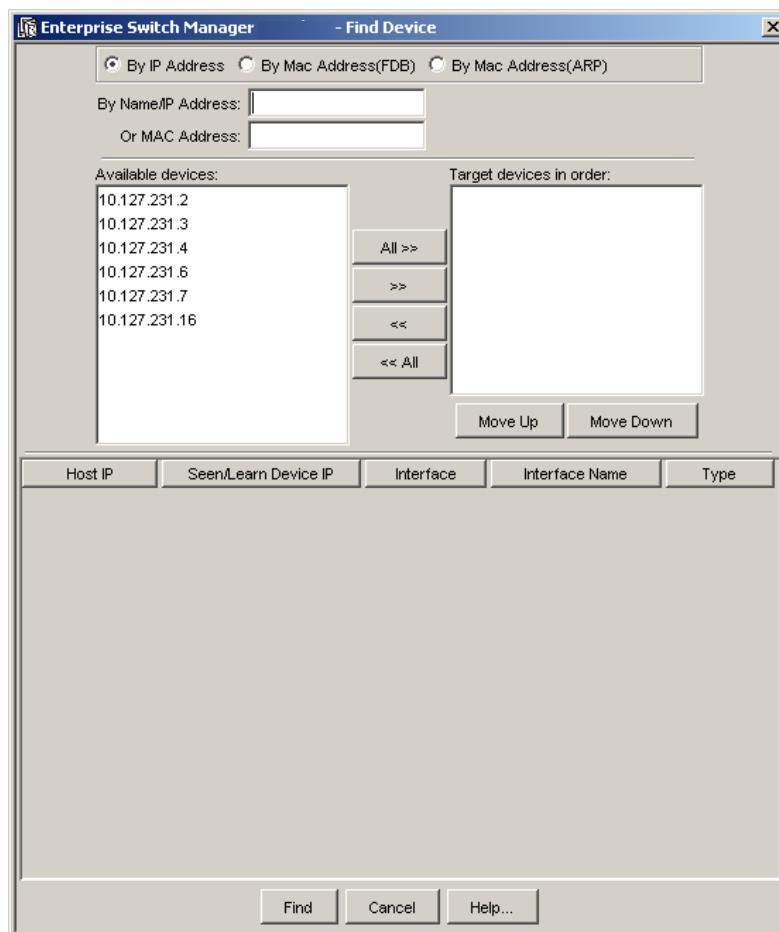 Enterprise Switch Manager - Find Device
By IP Address By Mac Address(FDB) By Mac Address(ARP)
By Name/IP Address:
Or MAC Address:
Available devices: Target devices in order:
10.127.231.2
10.127.231.3
10.127.231.4
10.127.231.6
10.127.231.7
10.127.231.16
All >>
>>
<<
<< All
Move Up Move Down
Host IP Seen/Learn Device IP Interface Interface Name Type
Find Cancel Help...